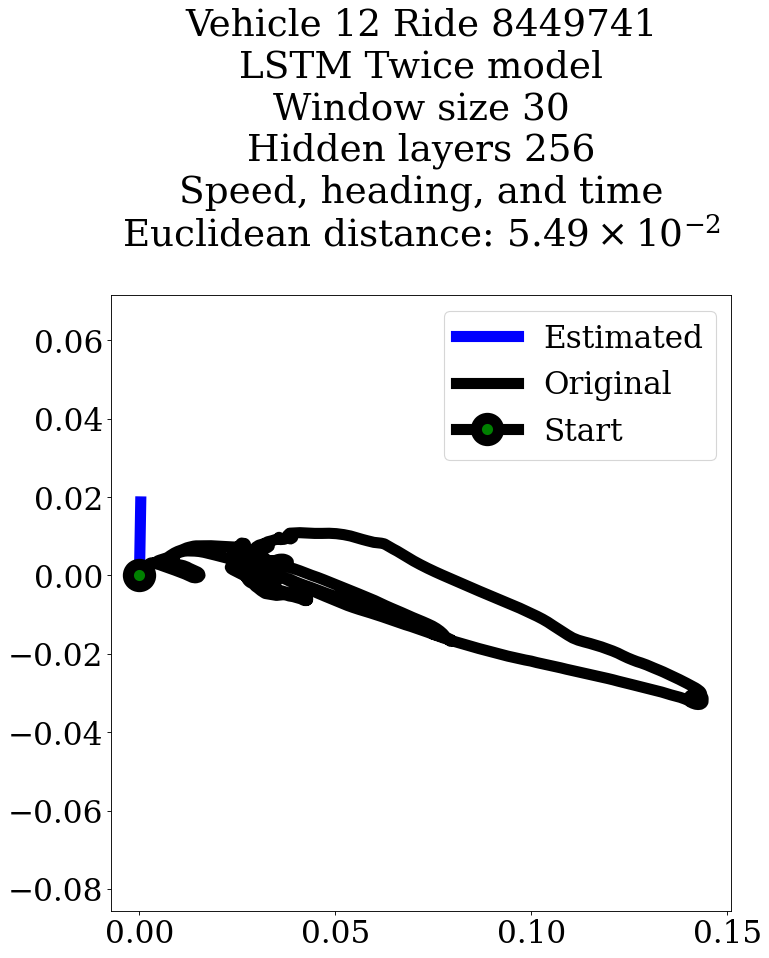 Vehicle 12 Ride 8449741
LSTM Twice model
Window size 30
Hidden layers 256
Speed, heading, and time
Euclidean distance: 5.49 × 10⁻²
Estimated
Original
Start
0.06
0.04
0.02
0.00
−0.02
−0.04
−0.06
−0.08
0.00 0.05 0.10 0.15